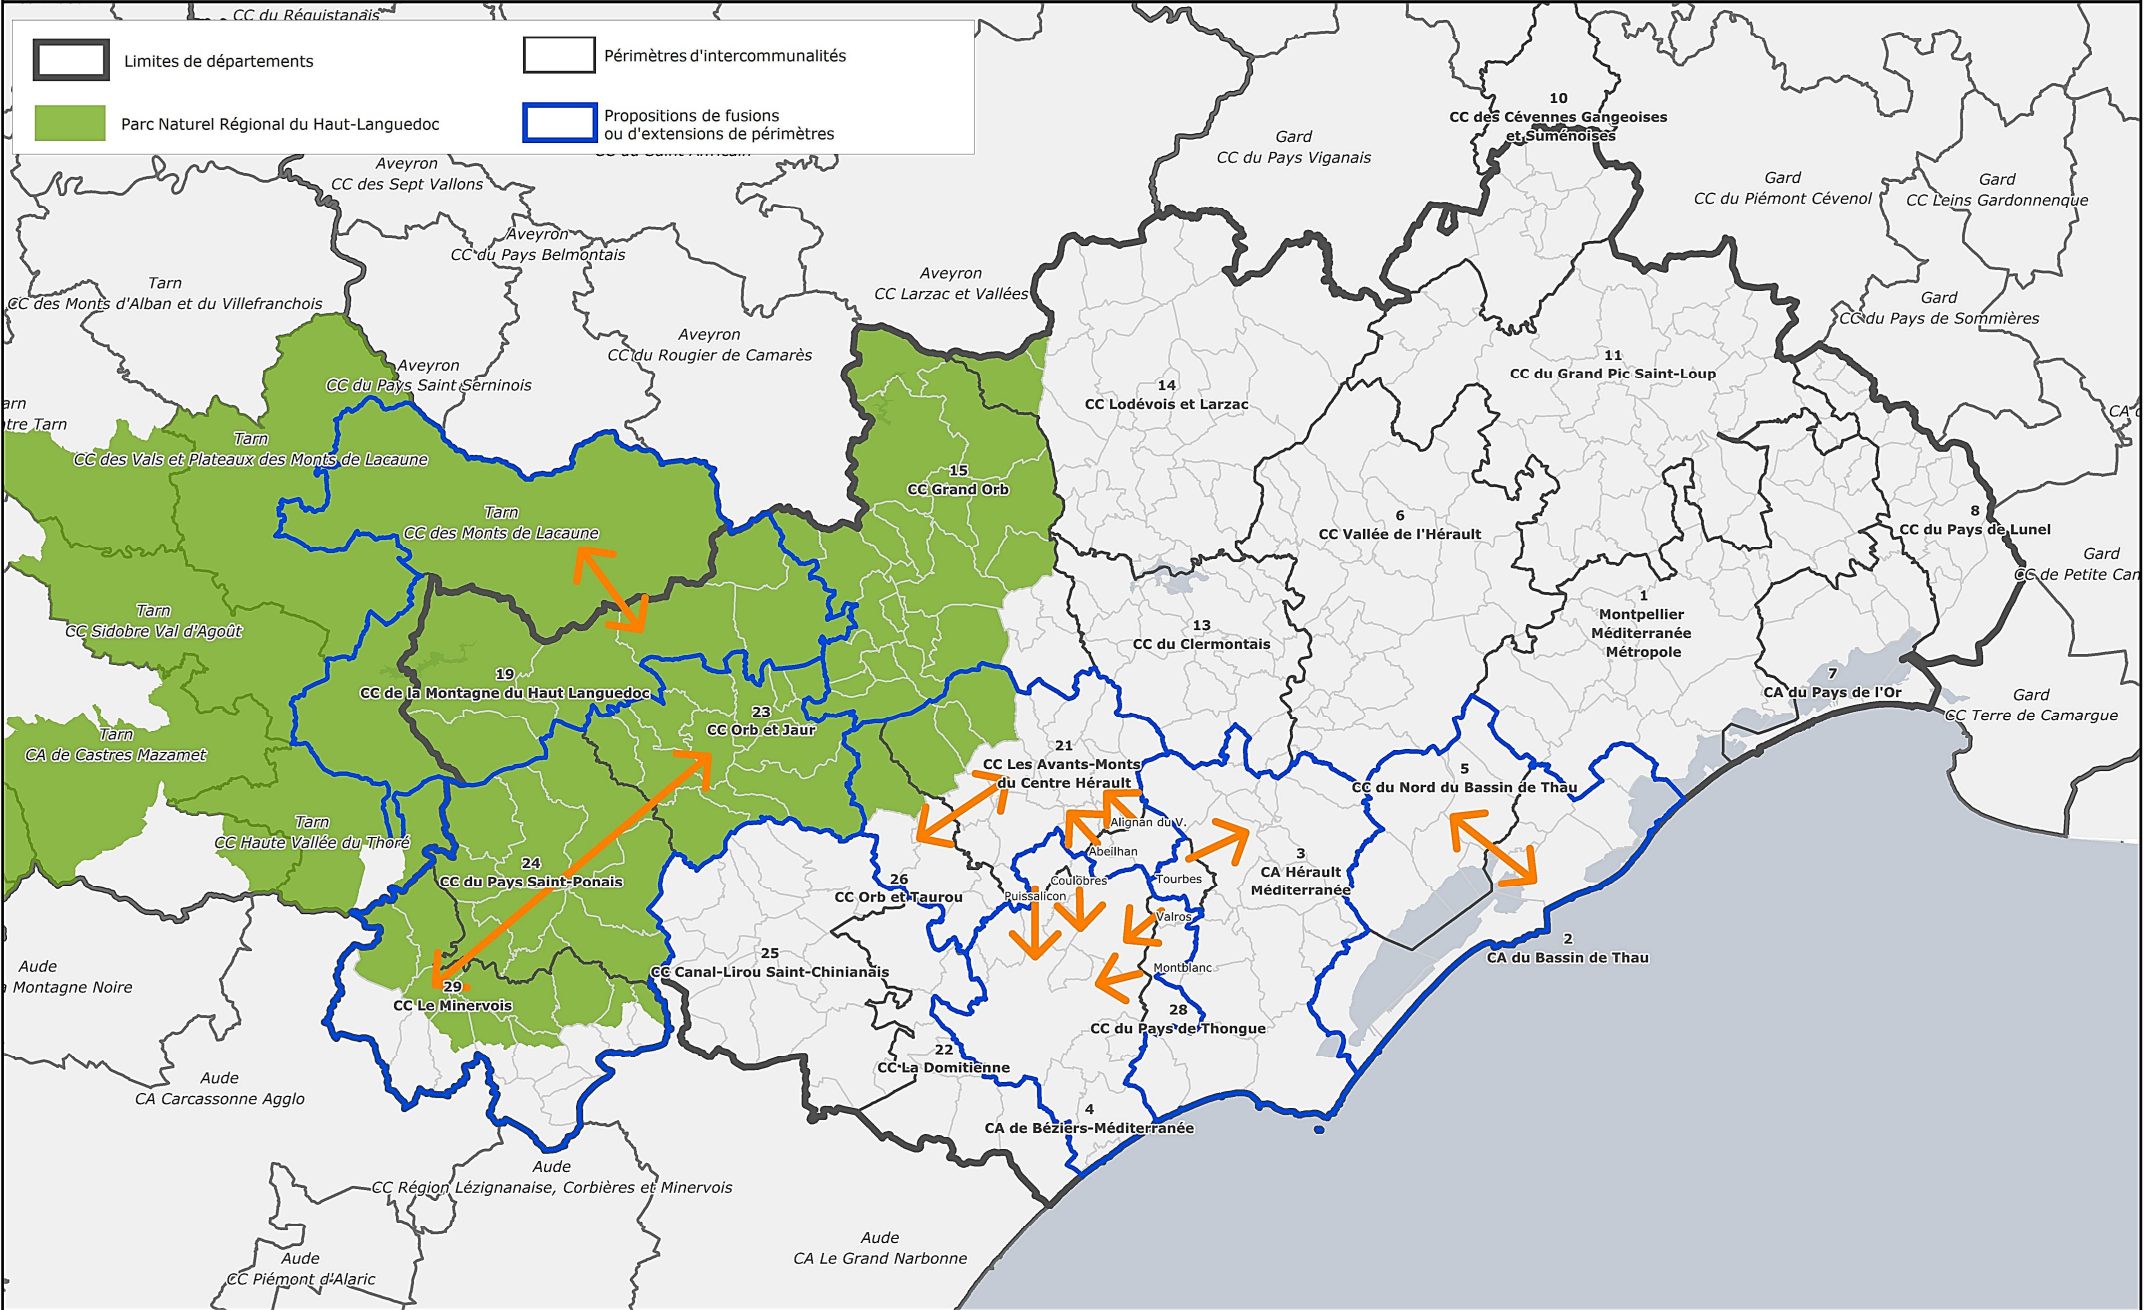 CC du Réquistanais
Limites de départements
Périmètres d'intercommunalités
Parc Naturel Régional du Haut-Languedoc
Propositions de fusions
ou d'extensions de périmètres
Aveyron
CC des Sept Vallons
Aveyron
CC du Pays Belmontais
Tarn
CC des Monts d'Alban et du Villefranchois
Aveyron
CC Larzac et Vallées
Aveyron
CC du Rougier de Camarès
Aveyron
CC du Pays Saint Serninois
Gard
CC du Pays Viganais
10
CC des Cévennes Gangeoises
et Suménoises
Gard
CC du Piémont Cévenol
Gard
CC Leins Gardonnenque
Gard
CC du Pays de Sommières
11
CC du Grand Pic Saint-Loup
14
CC Lodévois et Larzac
arn
tre Tarn
CA
Tarn
CC des Vals et Plateaux des Monts de Lacaune
15
CC Grand Orb
Tarn
CC des Monts de Lacaune
6
CC Vallée de l'Hérault
8
CC du Pays de Lunel
Gard
CC de Petite Cam
Tarn
CC Sidobre Val d'Agoût
13
CC du Clermontais
1
Montpellier
Méditerranée
Métropole
19
CC de la Montagne du Haut Languedoc
7
CA du Pays de l'Or
Gard
CC Terre de Camargue
23
CC Orb et Jaur
Tarn
CA de Castres Mazamet
21
CC Les Avants-Monts
du Centre Hérault
5
CC du Nord du Bassin de Thau
Alignan du V.
Tarn
CC Haute Vallée du Thoré
Abeilhan
3
CA Hérault
Méditerranée
24
CC du Pays Saint-Ponais
26
CC Orb et Taurou
Coulobres
Tourbes
Puissalicon
Valros
2
CA du Bassin de Thau
25
CC Canal-Lirou Saint-Chinianais
Montblanc
Aude
a Montagne Noire
29
CC Le Minervois
28
CC du Pays de Thongue
22
CC La Domitienne
Aude
CA Carcassonne Agglo
4
CA de Béziers-Méditerranée
Aude
CC Région Lézignanaise, Corbières et Minervois
Aude
CA Le Grand Narbonne
Aude
CC Piémont d'Alaric